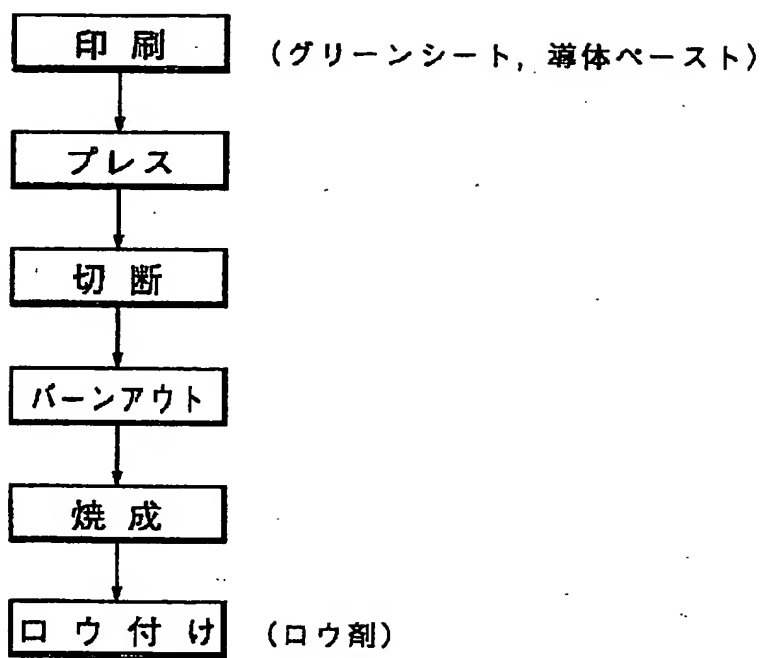 印刷 (グリーンシート, 導体ペースト)
プレス
切断
バーンアウト
焼成
ロウ付け (ロウ剤)